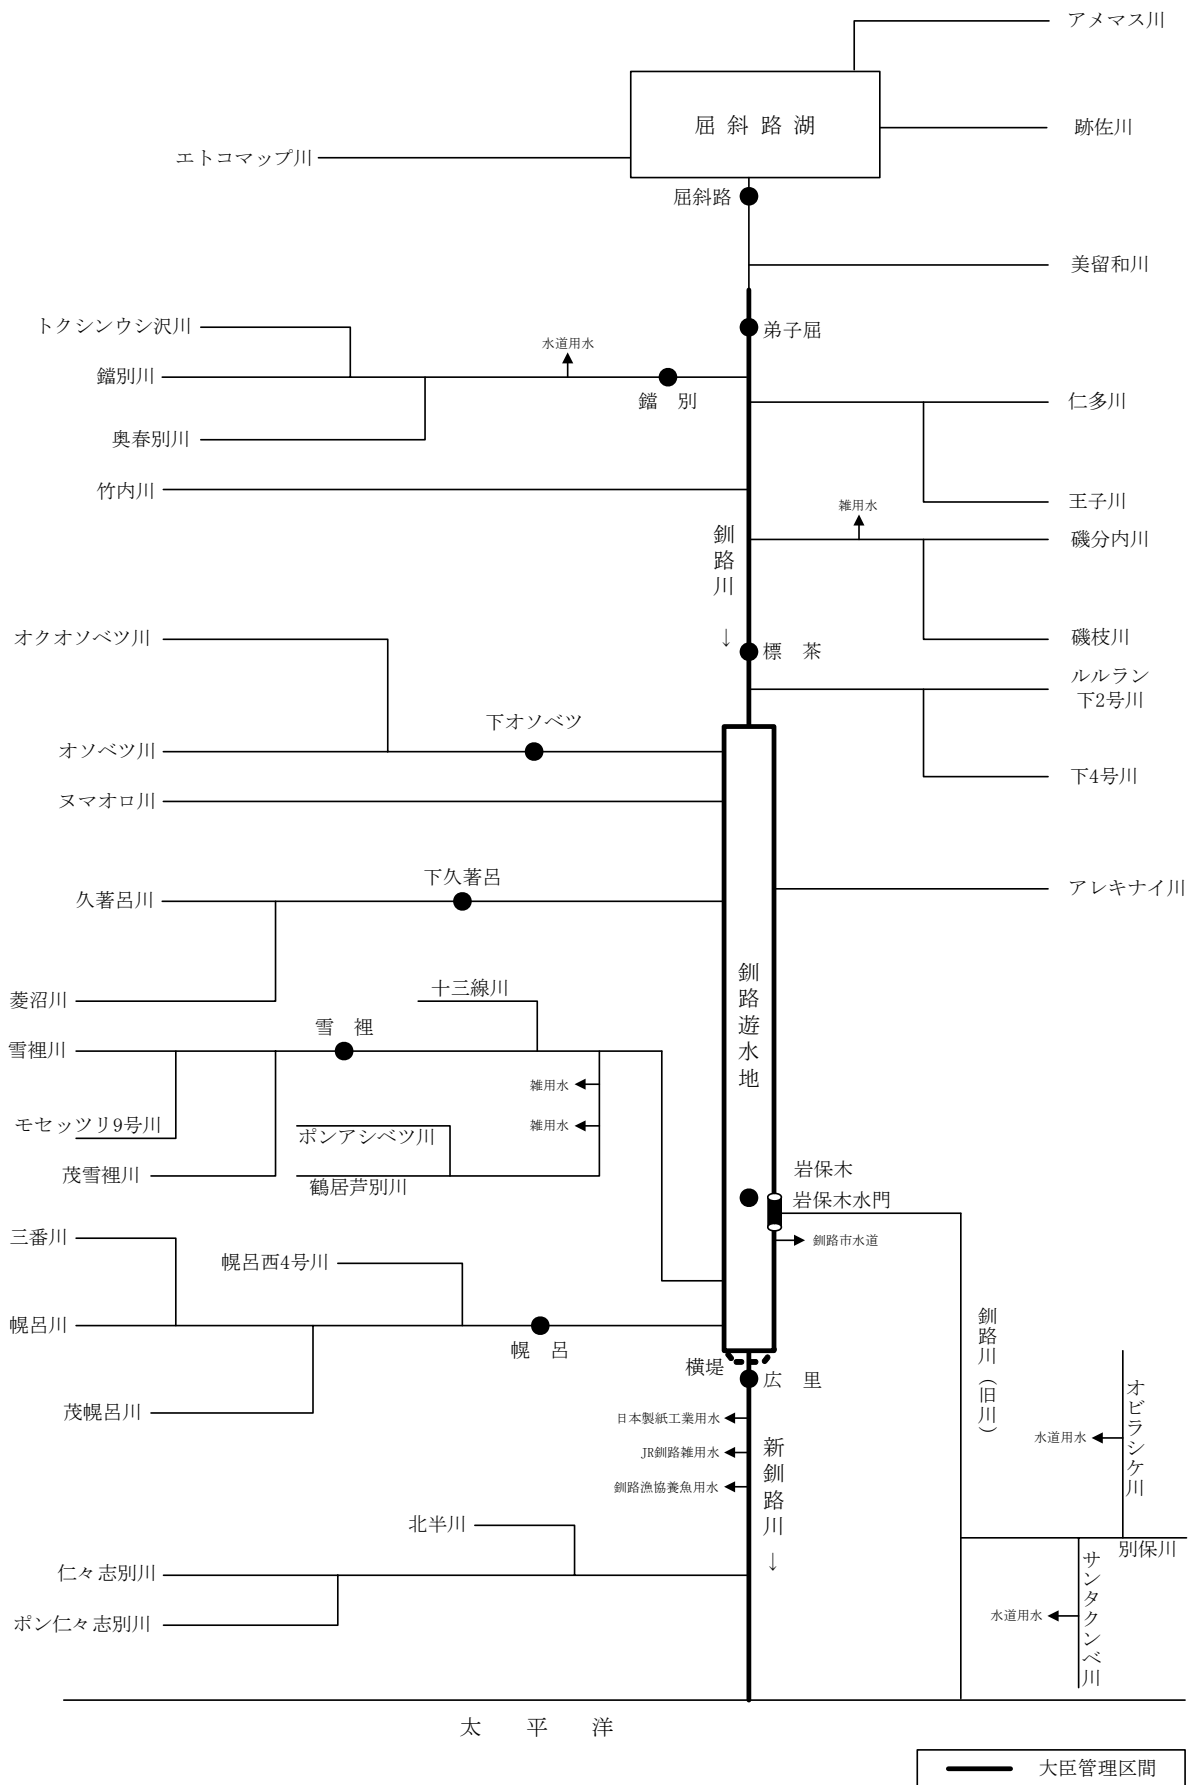 アメマス川
屈斜路湖
跡佐川
エトコマップ川
屈斜路
美留和川
トクシンウシ沢川
弟子屈
水道用水
鐺別川
鐺 別
仁多川
奥春別川
竹内川
王子川
雑用水
釧路川
↓
磯分内川
オクオソベツ川
磯枝川
標 茶
ルルラン
下2号川
下オソベツ
オソベツ川
下4号川
ヌマオロ川
下久著呂
アレキナイ川
久著呂川
釧路遊水地
十三線川
菱沼川
雪 裡
雪裡川
雑用水
モセッツリ9号川
雑用水
ポンアシベツ川
茂雪裡川
鶴居芦別川
岩保木
岩保木水門
三番川
釧路市水道
幌呂西4号川
幌呂川
幌 呂
釧路川(旧川)
横堤
広 里
オビラシケ川
茂幌呂川
日本製紙工業用水
水道用水
新釧路川
↓
JR釧路雑用水
釧路漁協養魚用水
北半川
別保川
仁々志別川
サンタクンベ川
水道用水
ポン仁々志別川
太 平 洋
大臣管理区間